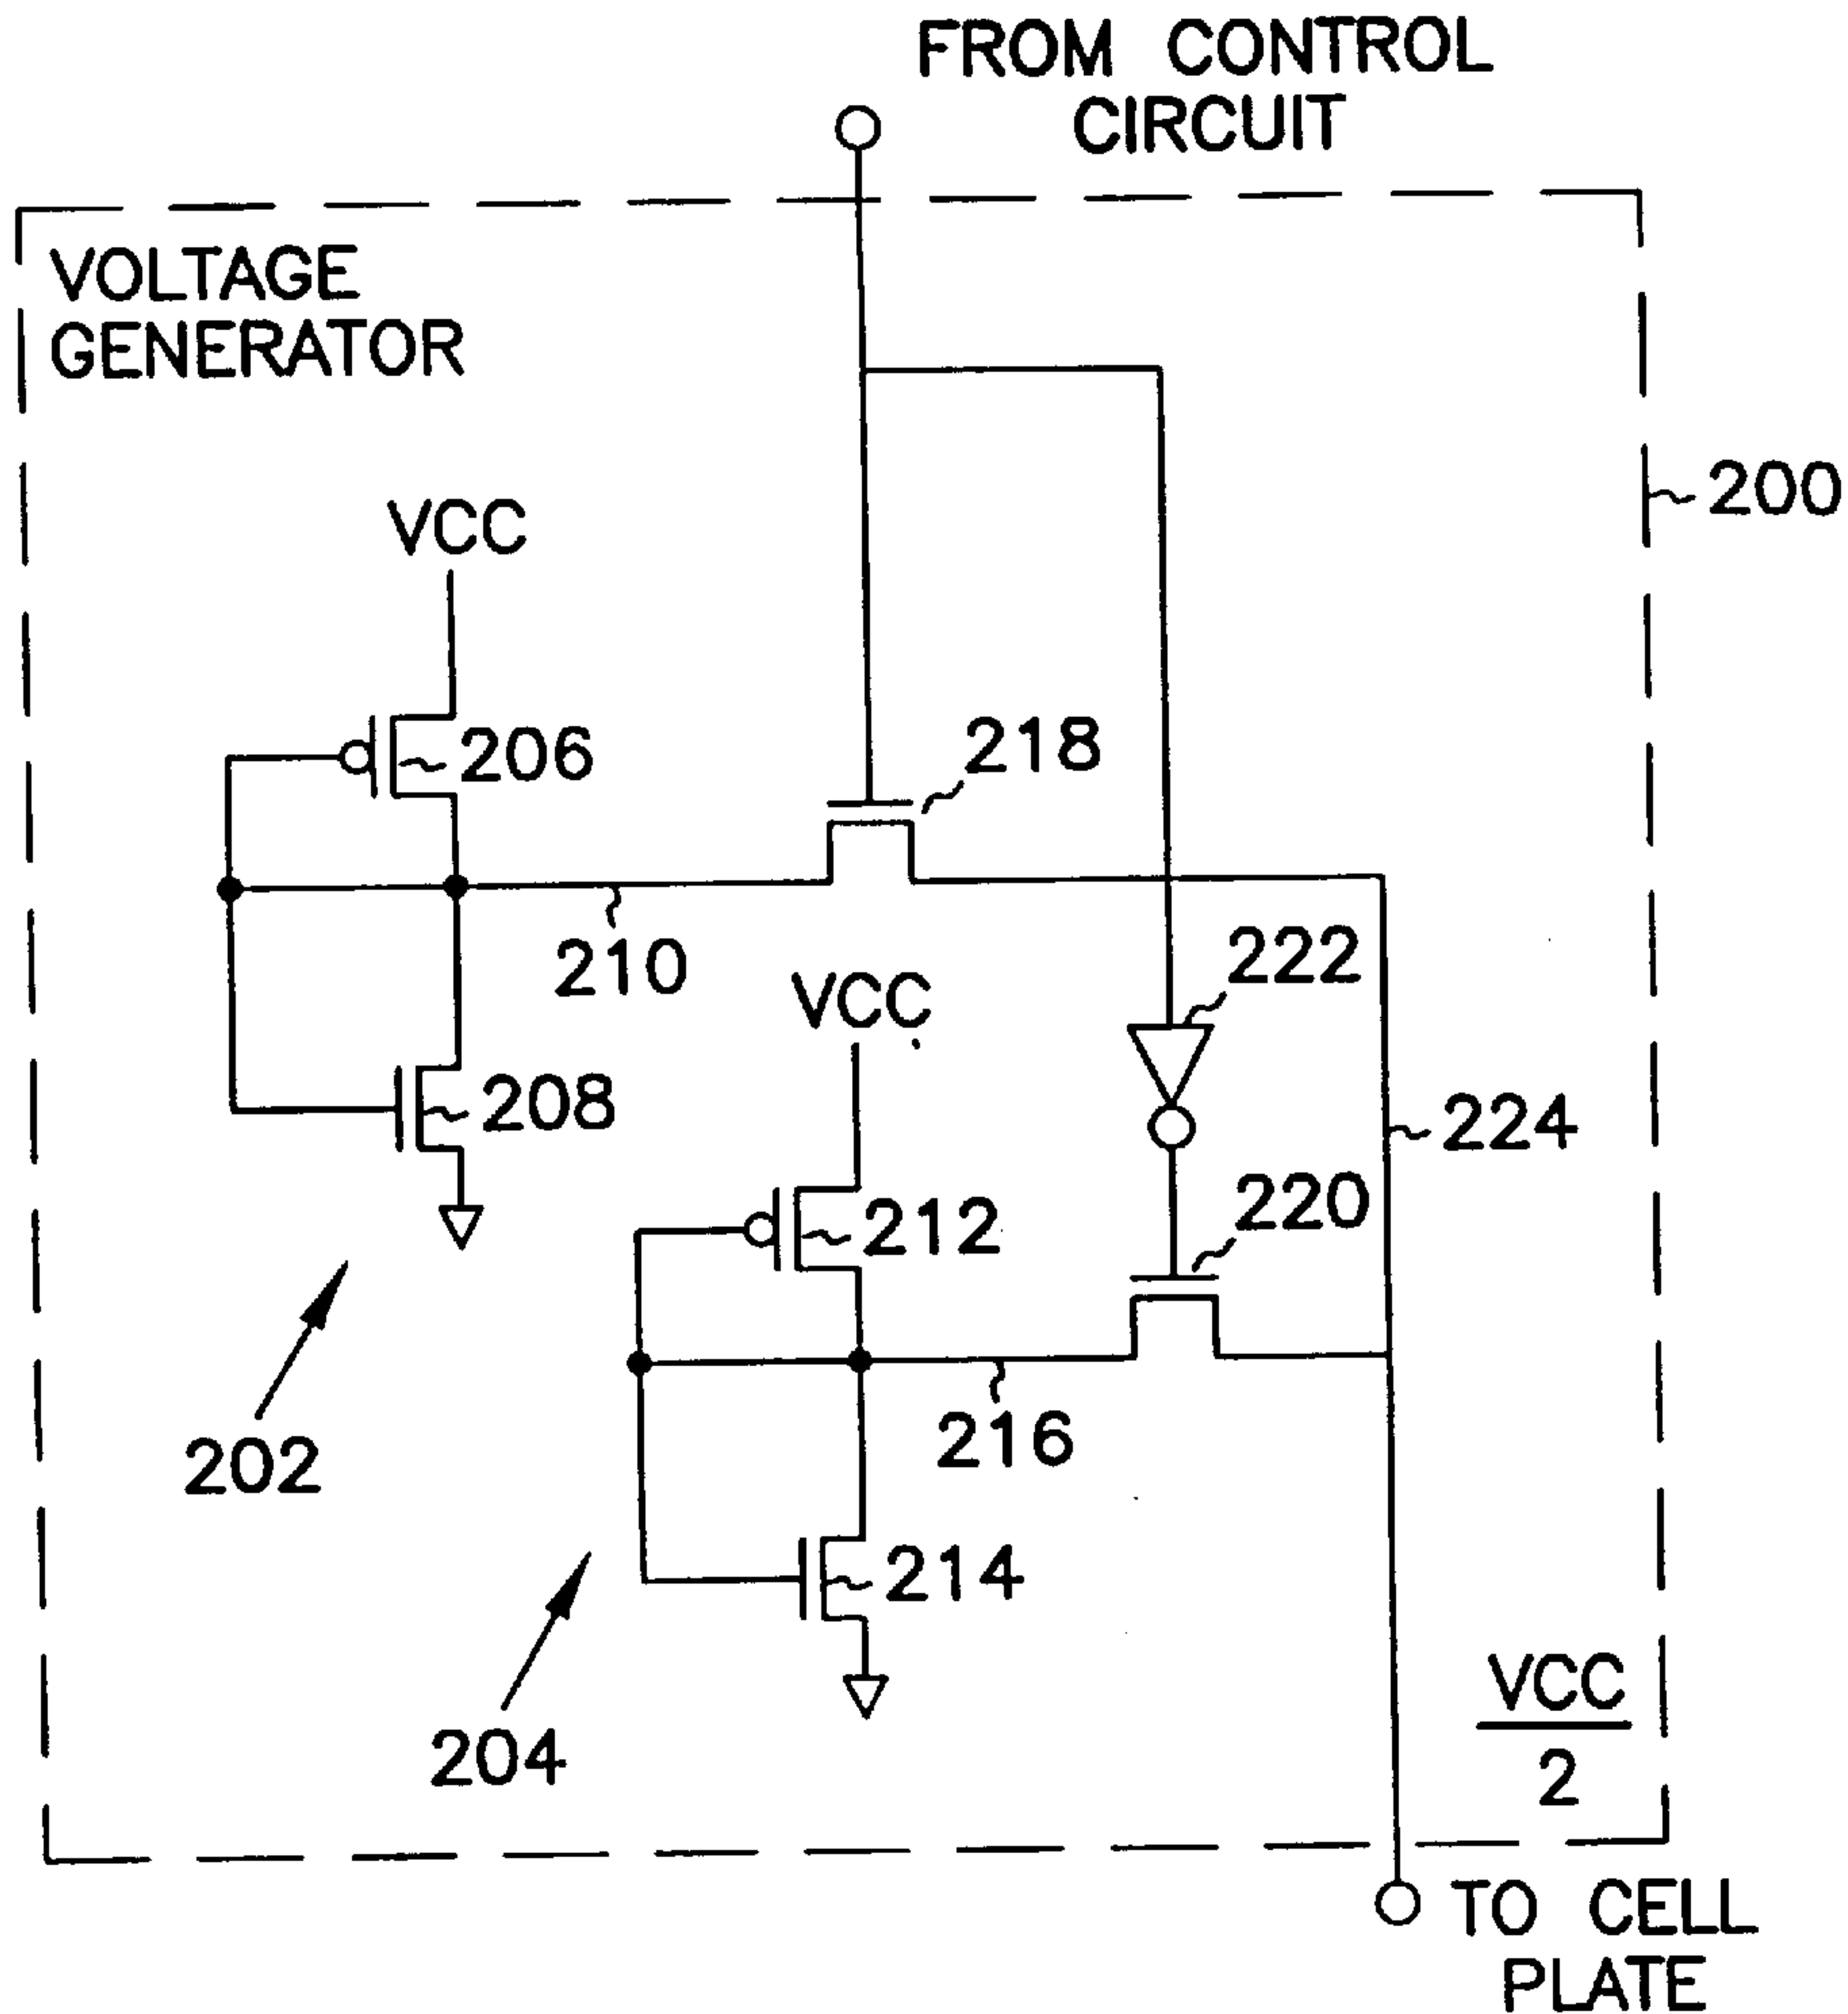 FROM CONTROL
CIRCUIT
VOLTAGE
GENERATOR
200
VCC
206
218
210
222
VCC
208
224
220
212
202
216
214
204
VCC
2
TO CELL
PLATE